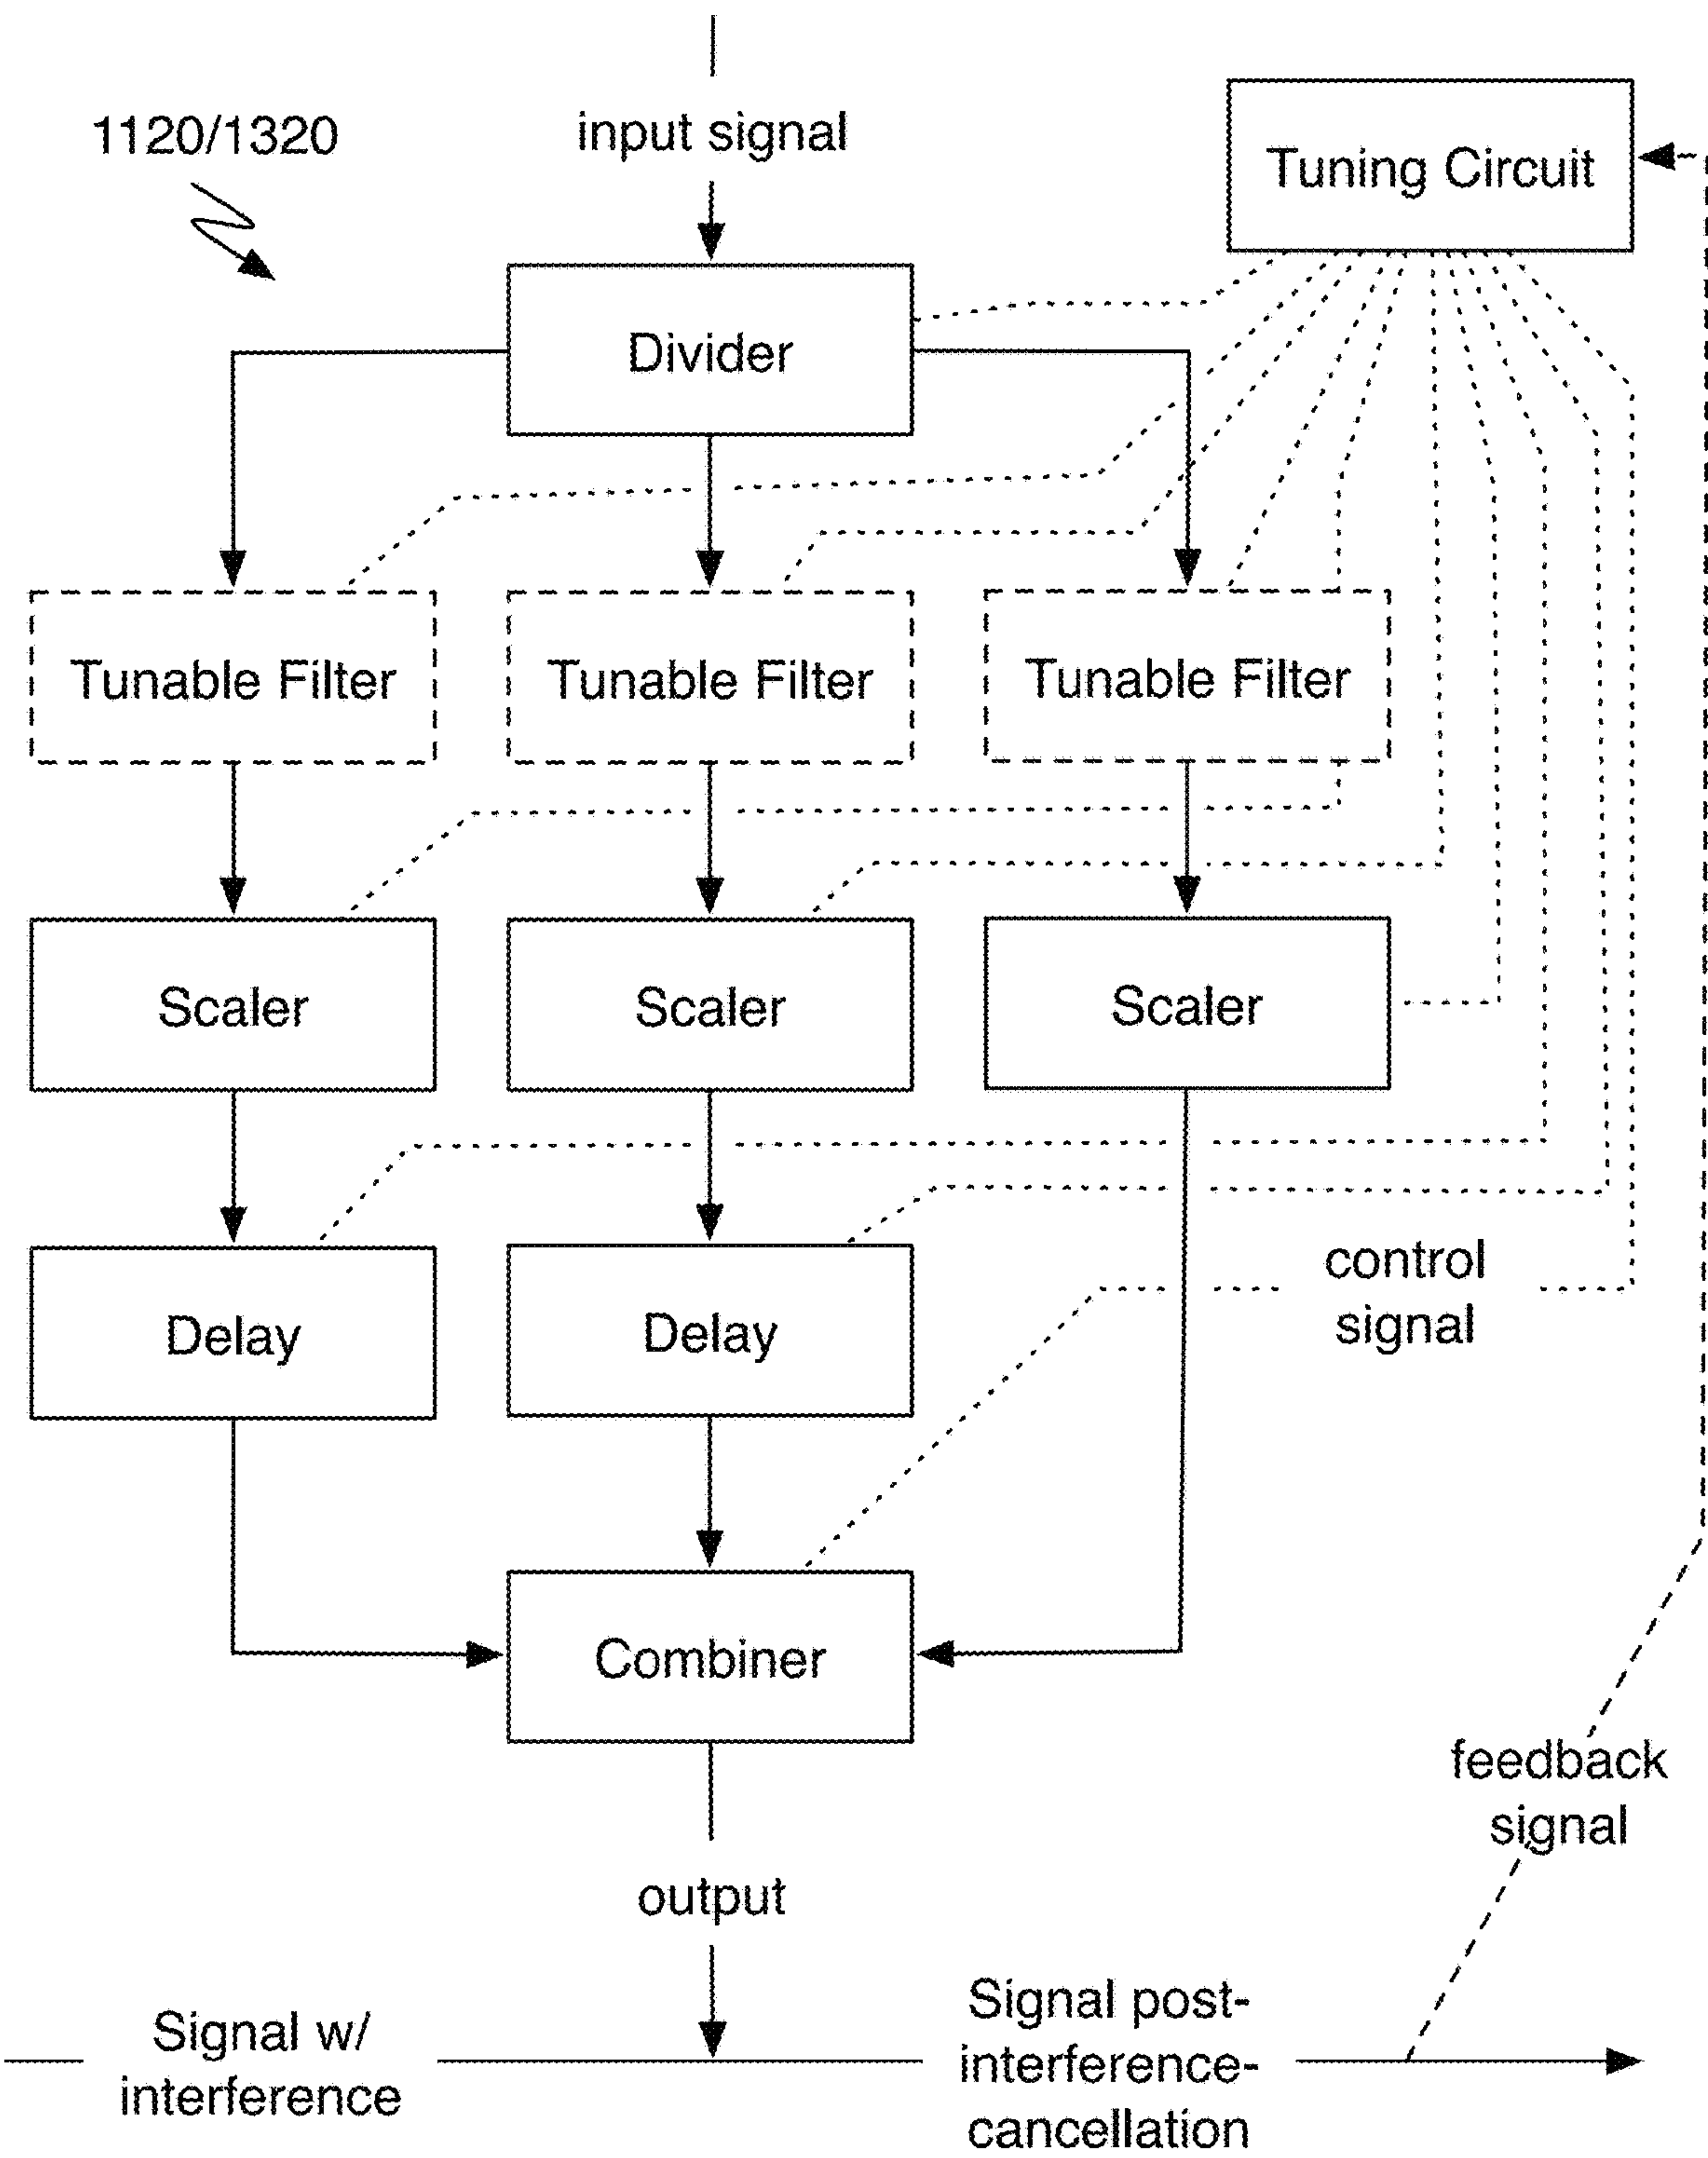 1120/1320
input signal
Tuning Circuit
Divider
Tunable Filter
Tunable Filter
Tunable Filter
Scaler
Scaler
Scaler
Delay
Delay
control
signal
Combiner
feedback
signal
output
Signal w/
interference
Signal post-
interference-
cancellation